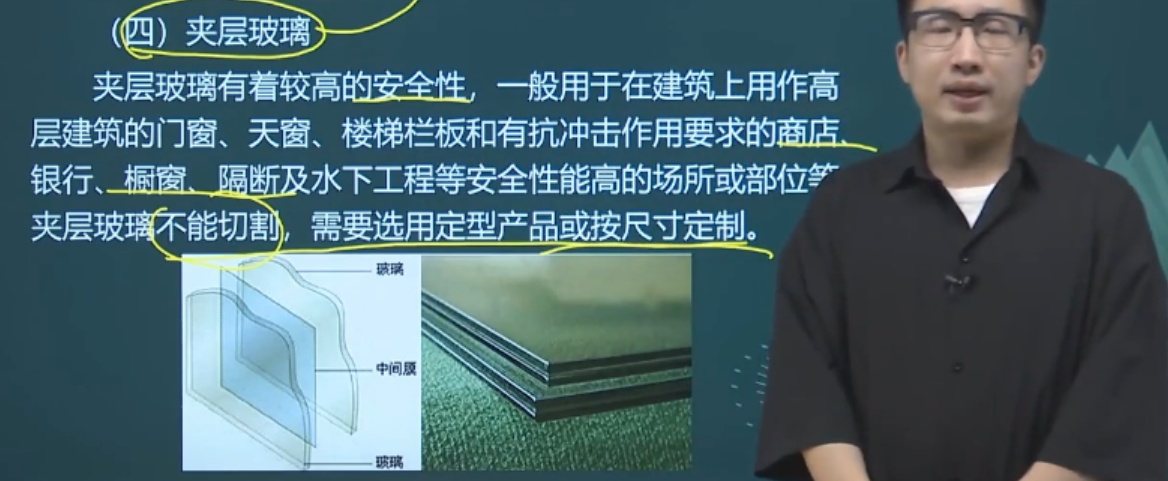 （四）夹层玻璃
夹层玻璃有着较高的安全性，一般用于在建筑上用作高
层建筑的门窗、天窗、楼梯栏板和有抗冲击作用要求的商店、
银行、橱窗、隔断及水下工程等安全性能高的场所或部位等
夹层玻璃不能切割，需要选用定型产品或按尺寸定制。
玻璃
中间膜
玻璃